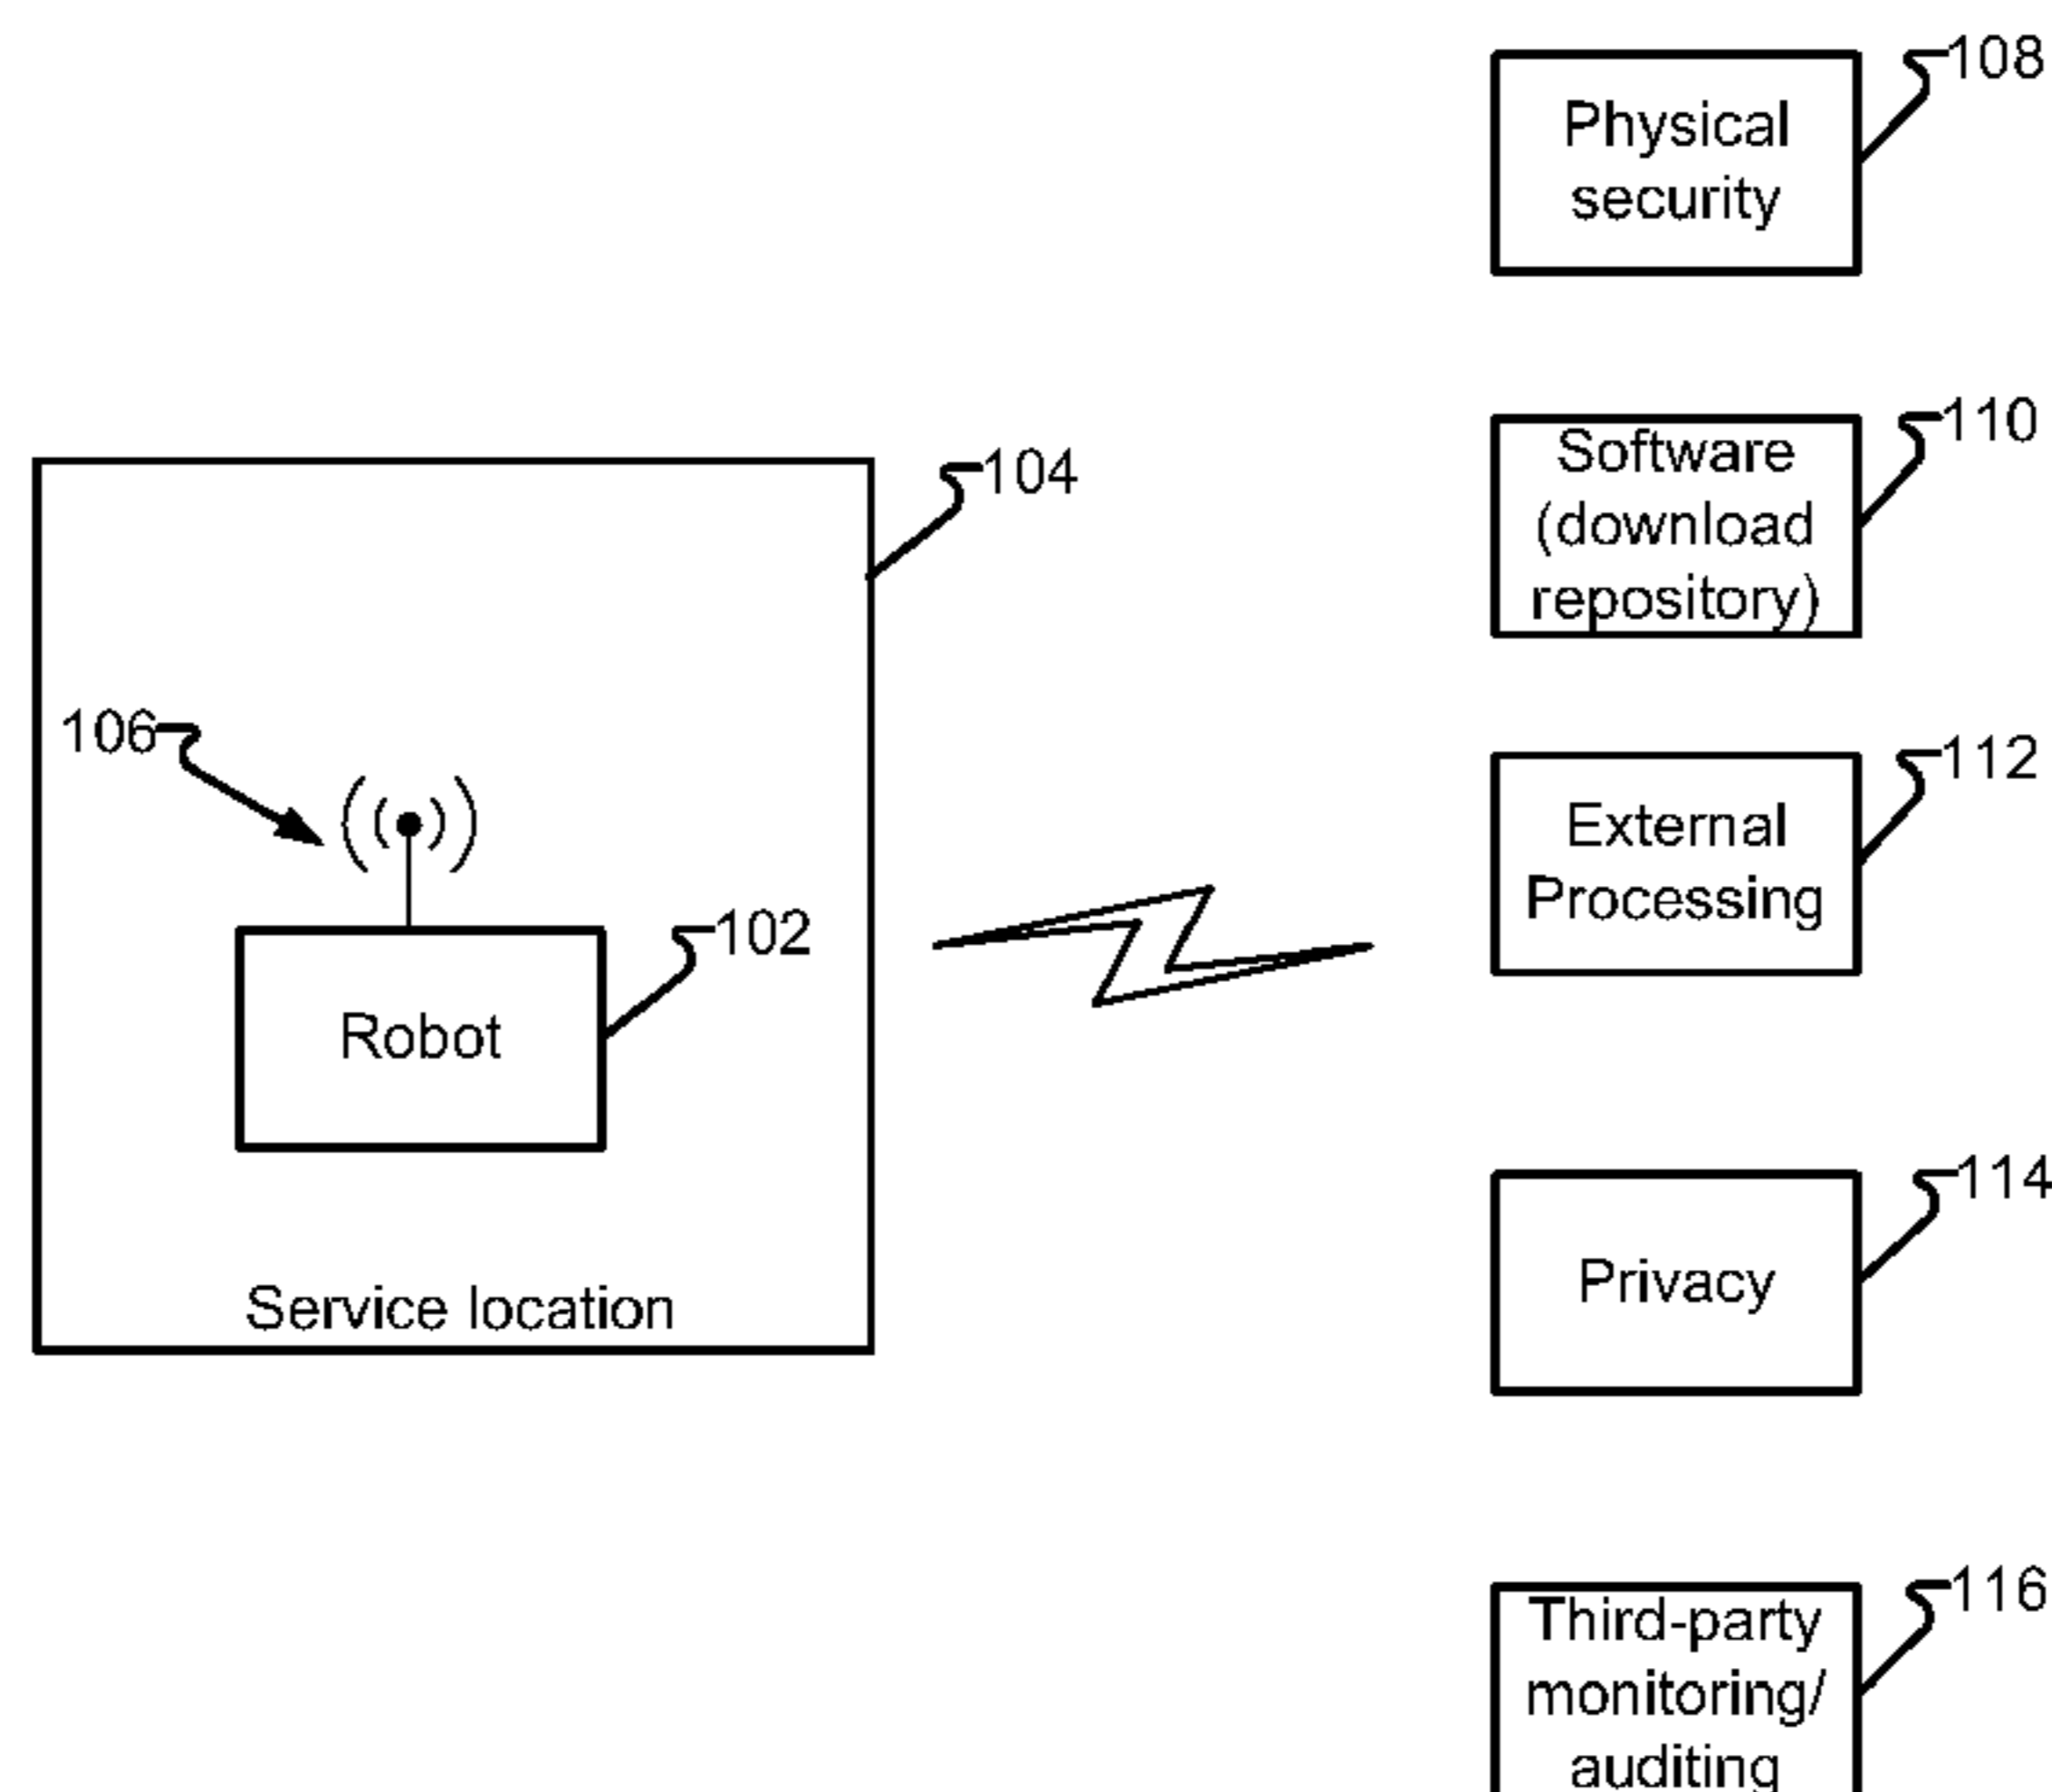 108
Physical
security
110
Software
(download
repository)
104
106
112
External
Processing
102
Robot
114
Privacy
Service location
116
Third-party
monitoring/
auditing